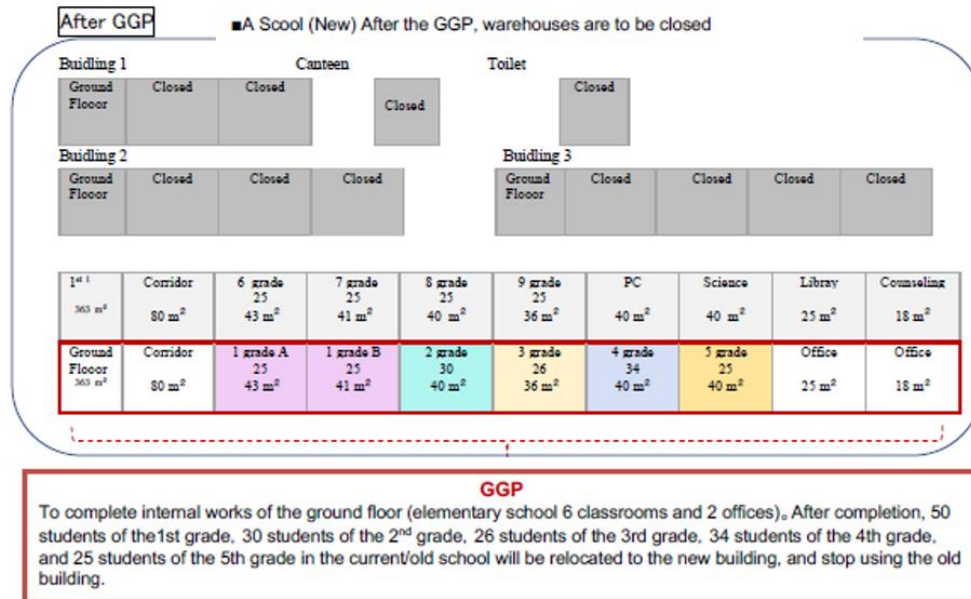 After GGP
■A Scool (New) After the GGP, warehouses are to be closed
Buidling 1 Canteen Toilet
Ground Flooor Closed Closed Closed Closed
Buidling 2 Buidling 3
Ground Flooor Closed Closed Closed Ground Flooor Closed Closed Closed Closed
1st 1 Corridor 6 grade 7 grade 8 grade 9 grade PC Science Libray Counseling
25 25 25 25
363 m² 80 m² 43 m² 41 m² 40 m² 36 m² 40 m² 40 m² 25 m² 18 m²
Ground Corridor 1 grade A 1 grade B 2 grade 3 grade 4 grade 5 grade Office Office
Flooor 25 25 30 26 34 25
363 m² 80 m² 43 m² 41 m² 40 m² 36 m² 40 m² 40 m² 25 m² 18 m²
GGP
To complete internal works of the ground floor (elementary school 6 classrooms and 2 offices)。After completion, 50
students of the1st grade, 30 students of the 2nd grade, 26 students of the 3rd grade, 34 students of the 4th grade,
and 25 students of the 5th grade in the current/old school will be relocated to the new building, and stop using the old
building.